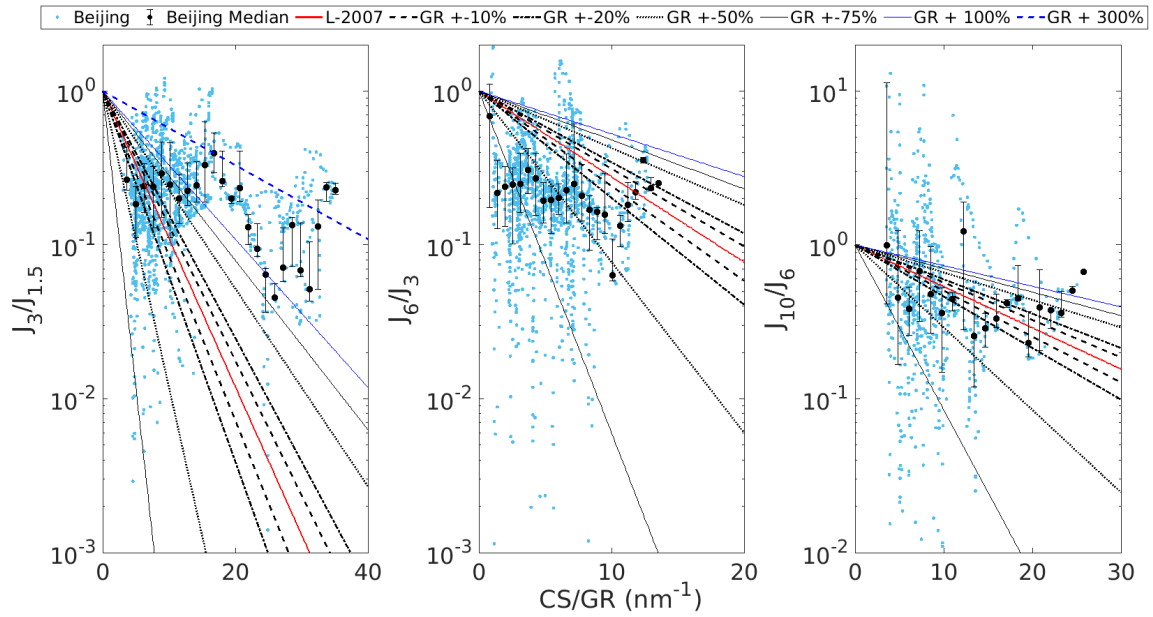 Beijing Beijing Median L-2007 GR +-10% GR +-20% GR +-50% GR +-75% GR + 100% GR + 300%
J3/J1.5
10^0
10^-1
10^-2
10^-3
0 20 40
J6/J3
10^0
10^-1
10^-2
10^-3
0 10 20
CS/GR (nm^-1)
J10/J6
10^1
10^0
10^-1
10^-2
0 10 20 30